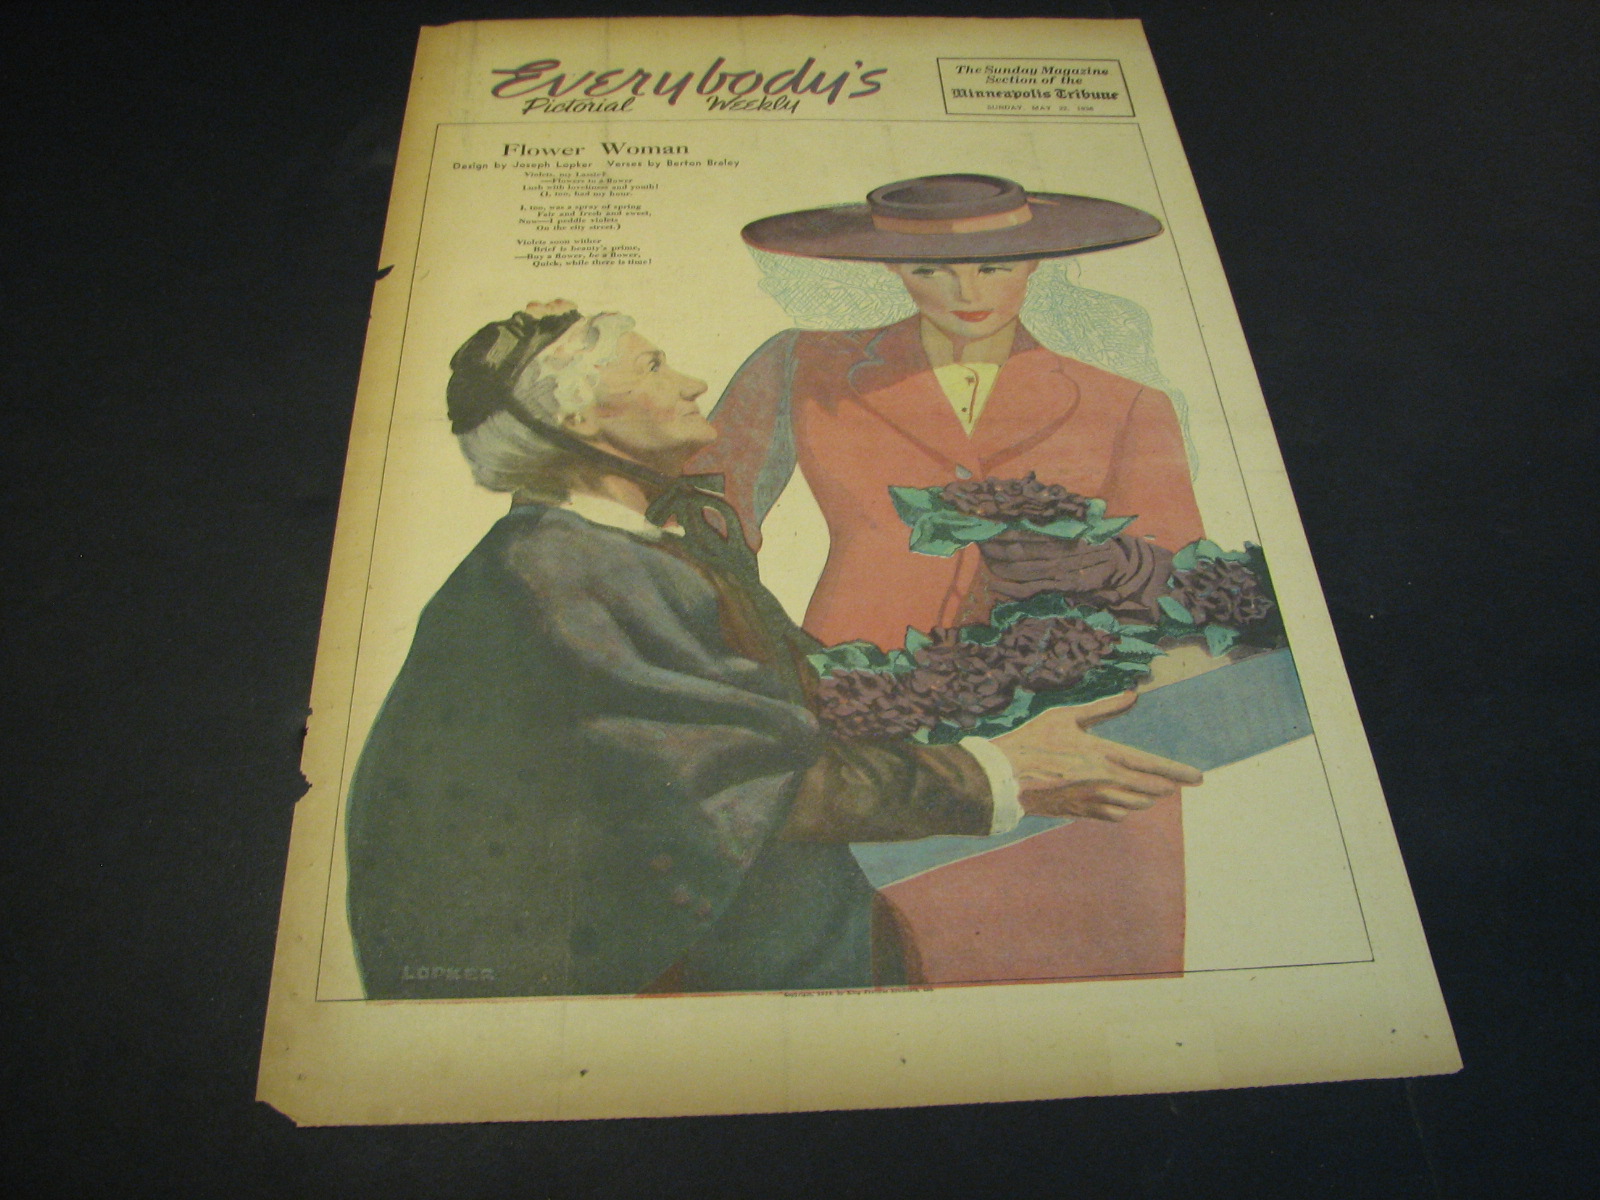 Everybody's
Pictorial Weekly
The Sunday Magazine
Section of the
Minneapolis Tribune
SUNDAY, MAY 22, 1938
Flower Woman
Design by Joseph Lopker Verses by Berton Braley
Violets, my Lassie?
—Flowers to a flower
Lush with loveliness and youth!
(I, too, had my hour.
I, too, was a spray of spring
Fair and fresh and sweet,
Now—I peddle violets
On the city street.)
Violets soon wither
Brief is beauty's prime,
—Buy a flower, be a flower,
Quick, while there is time!
LOPKER